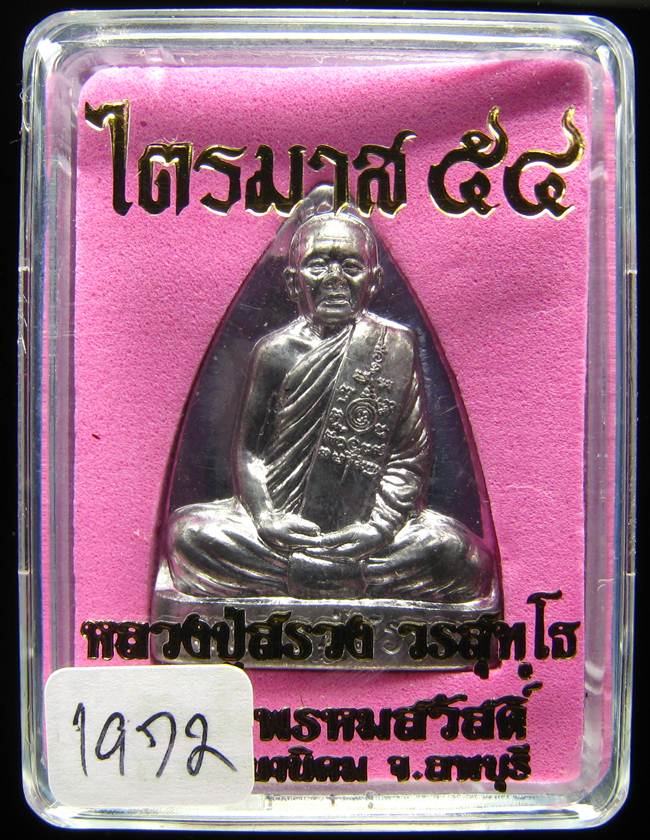 ไตรมาส ๕๔
หลวงปู่สรวง วรสุทฺโธ
พรหมสวัสดิ์
จ.ลพบุรี
1972